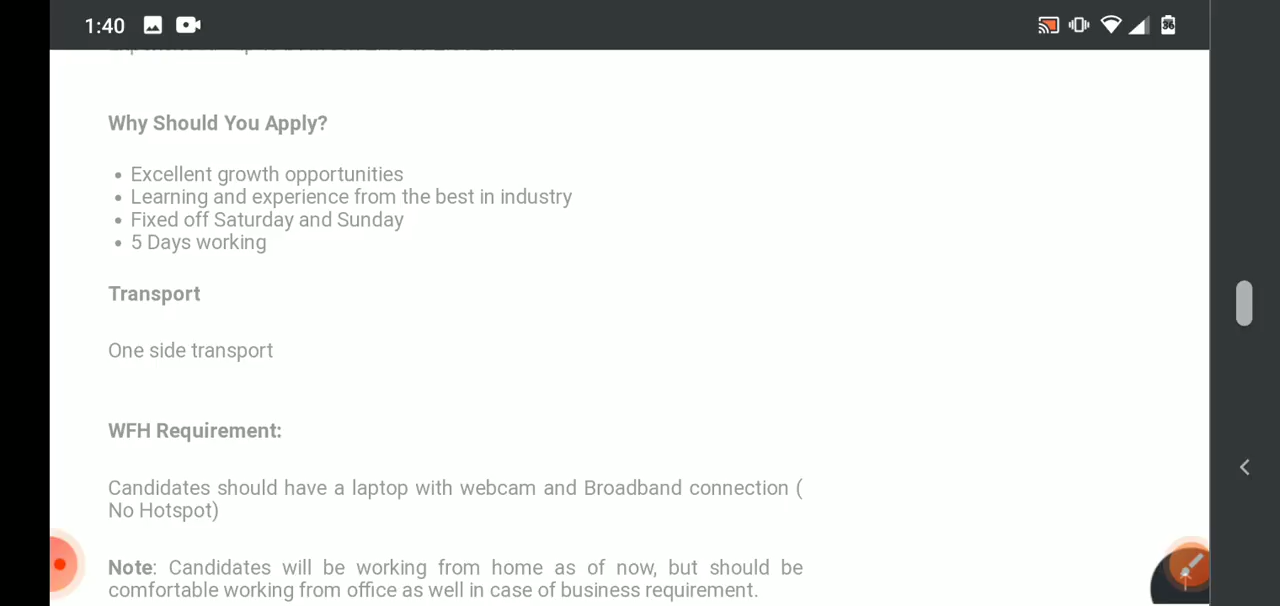 1:40
36
Why Should You Apply?
• Excellent growth opportunities
• Learning and experience from the best in industry
• Fixed off Saturday and Sunday
• 5 Days working
Transport
One side transport
WFH Requirement:
Candidates should have a laptop with webcam and Broadband connection (
No Hotspot)
Note: Candidates will be working from home as of now, but should be
comfortable working from office as well in case of business requirement.